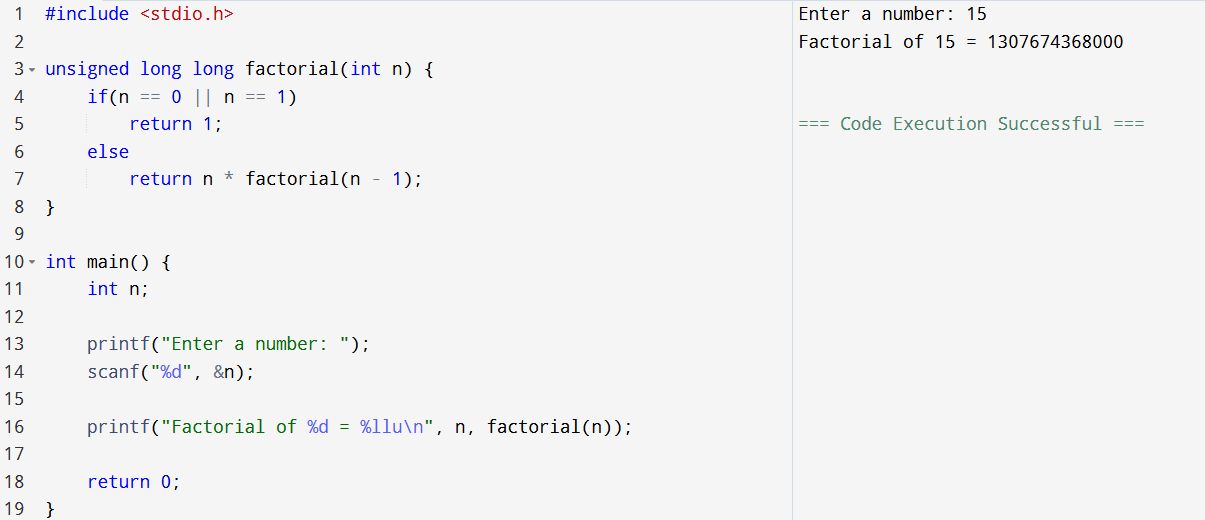 1 #include <stdio.h>
2
3 unsigned long long factorial(int n) {
4     if(n == 0 || n == 1)
5         return 1;
6     else
7         return n * factorial(n - 1);
8 }
9
10 int main() {
11     int n;
12
13     printf("Enter a number: ");
14     scanf("%d", &n);
15
16     printf("Factorial of %d = %llu\n", n, factorial(n));
17
18     return 0;
19 }
Enter a number: 15
Factorial of 15 = 1307674368000
=== Code Execution Successful ===